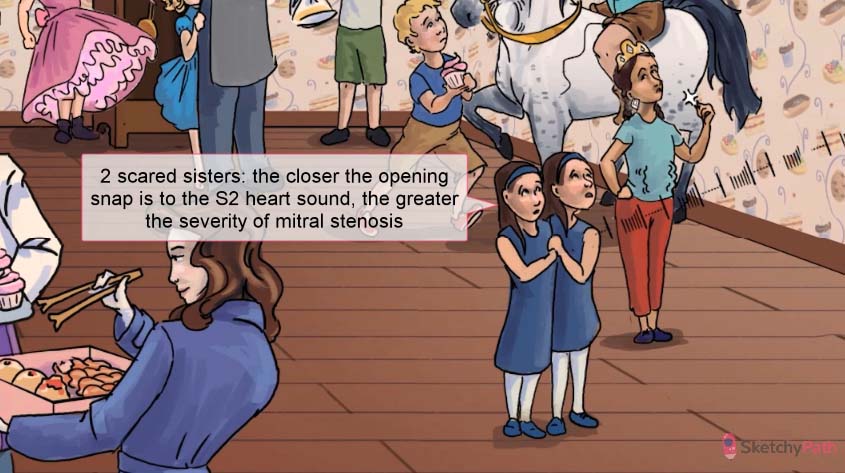 2 scared sisters: the closer the opening
snap is to the S2 heart sound, the greater
the severity of mitral stenosis
SketchyPath